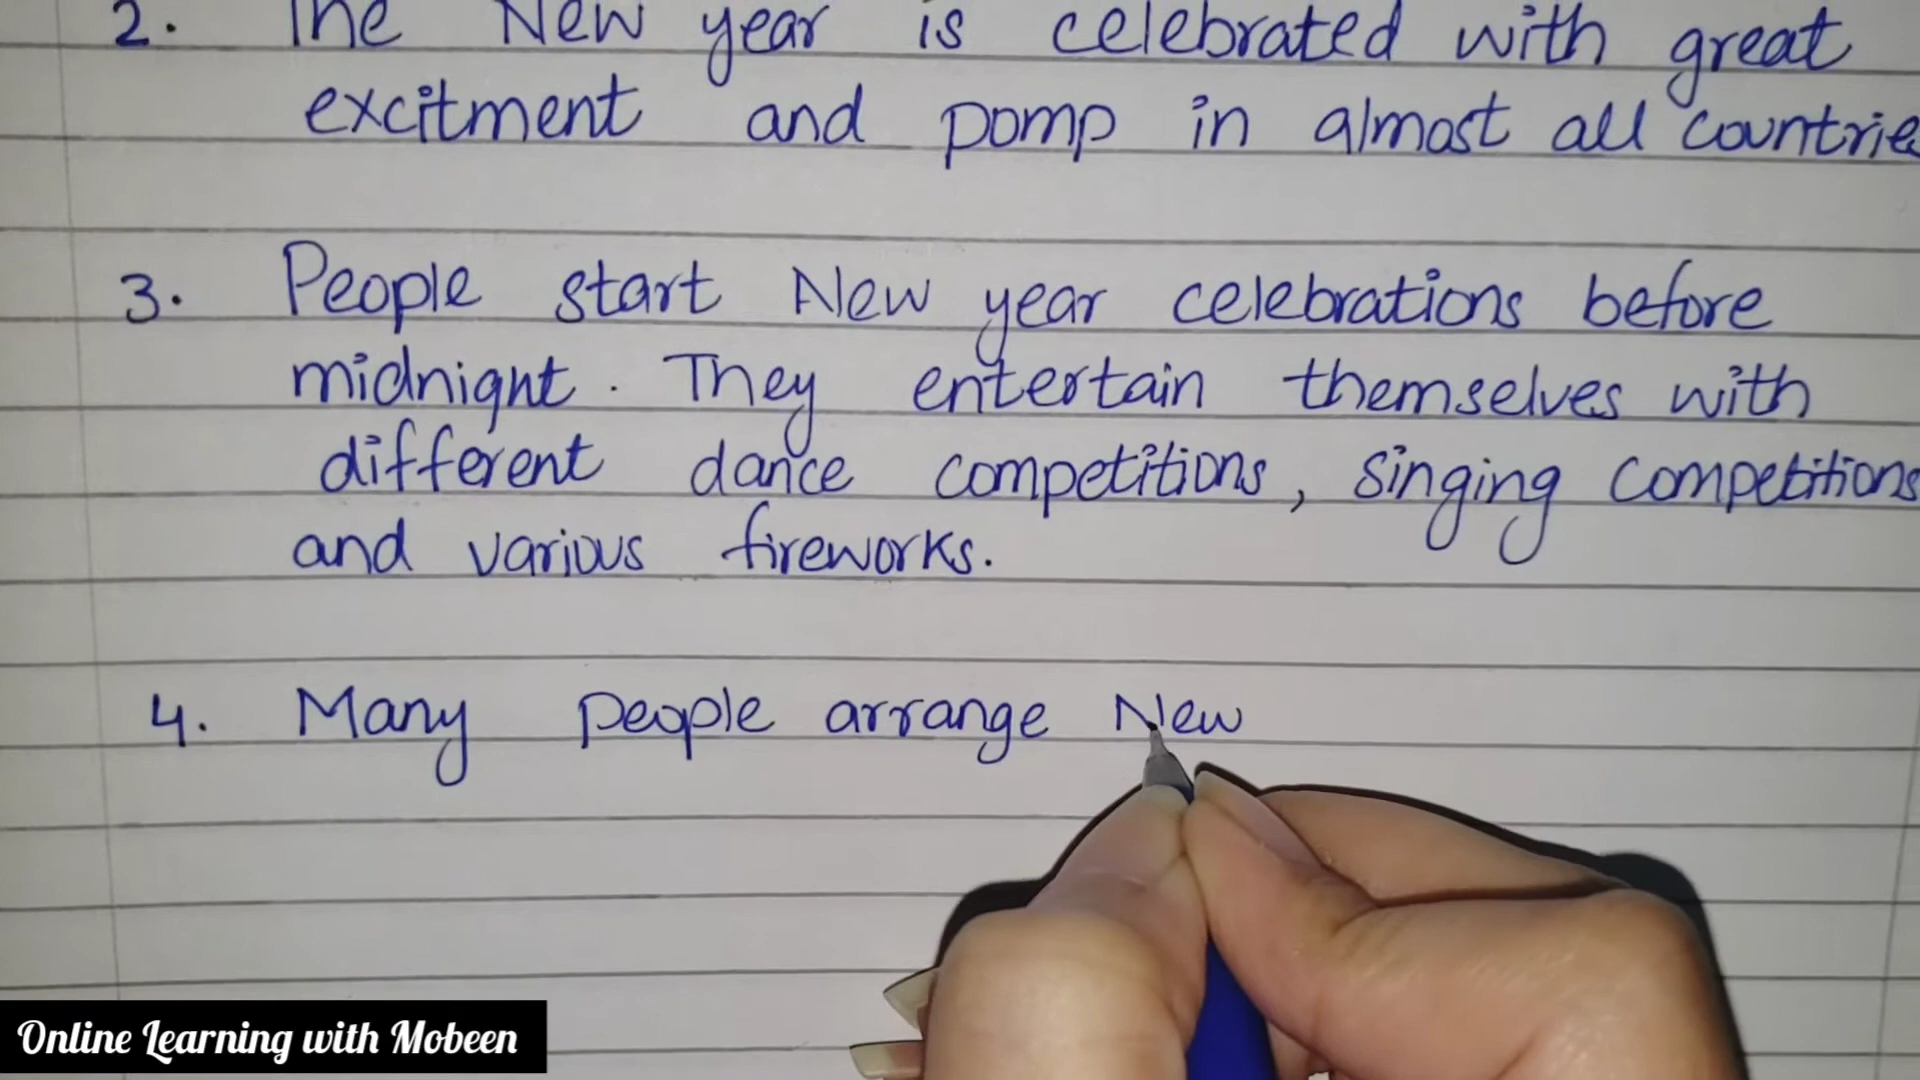 2. The New year is celebrated with great
excitment and pomp in almost all countrie
3. People start New year celebrations before
midnignt. They entertain themselves with
different dance competitions, singing competitions
and various fireworks.
4. Many people arrange New
Online Learning with Mobeen